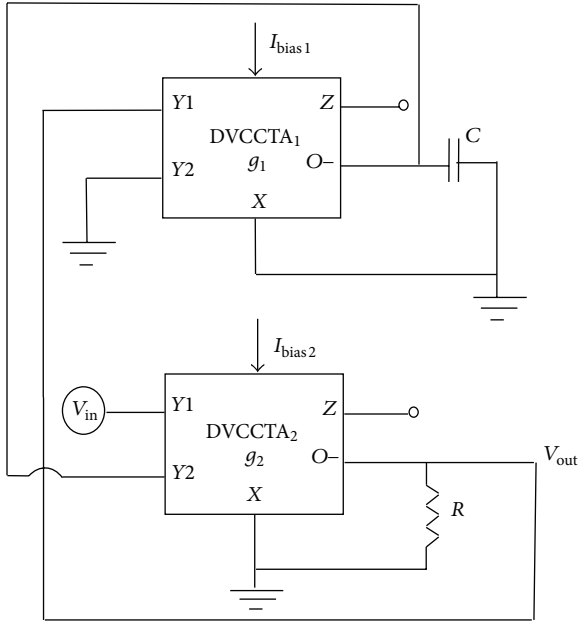 I_bias 1
Y1
Z
DVCCTA₁
g₁
Y2
O–
C
X
I_bias 2
V_in
Y1
Z
DVCCTA₂
g₂
O–
V_out
Y2
X
R